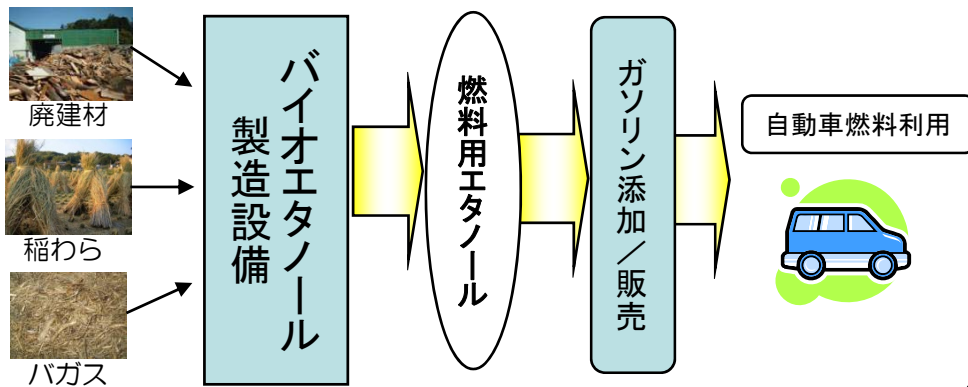 廃建材
稲わら
バガス
バイオエタノール
製造設備
燃料用エタノール
ガソリン添加／販売
自動車燃料利用